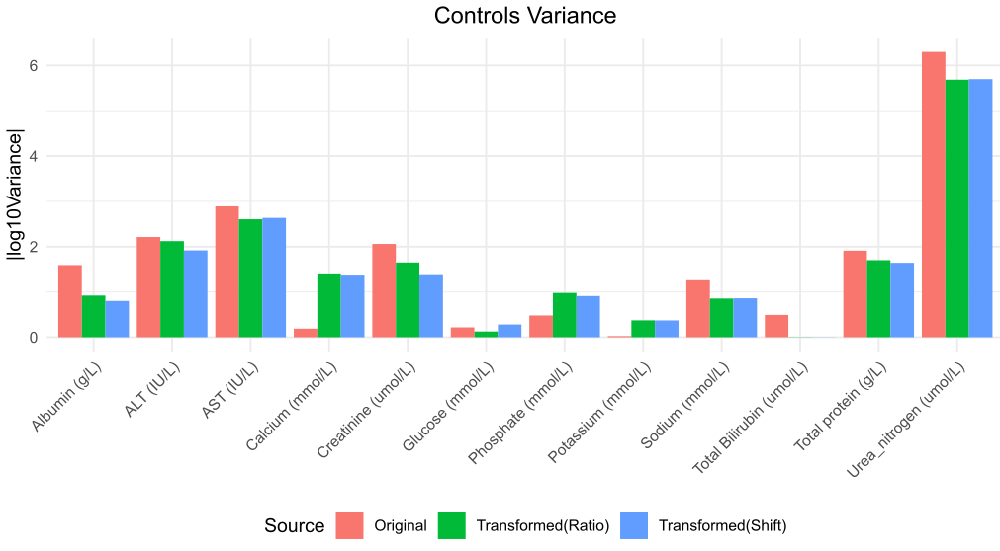 Controls Variance
|log10Variance|
6
4
2
0
Albumin (g/L)
ALT (IU/L)
AST (IU/L)
Calcium (mmol/L)
Creatinine (umol/L)
Glucose (mmol/L)
Phosphate (mmol/L)
Potassium (mmol/L)
Sodium (mmol/L)
Total Bilirubin (umol/L)
Total protein (g/L)
Urea_nitrogen (umol/L)
Source Original Transformed(Ratio) Transformed(Shift)